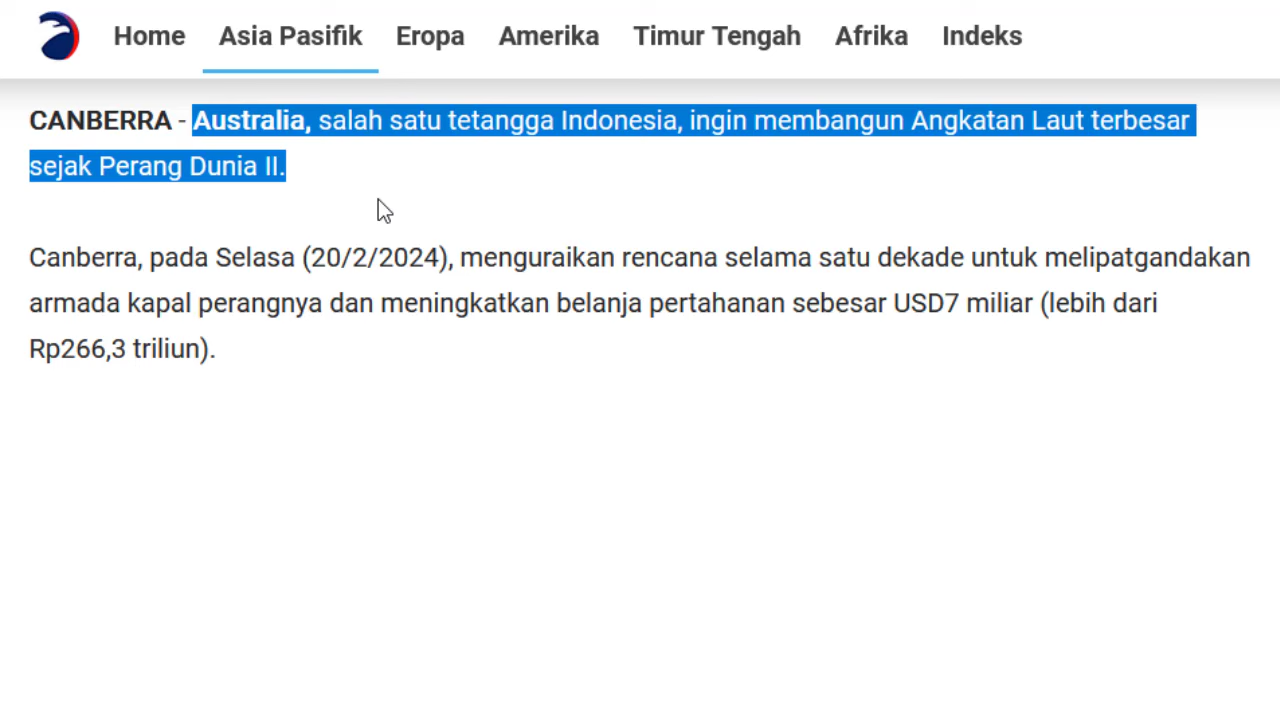 Home Asia Pasifik Eropa Amerika Timur Tengah Afrika Indeks
CANBERRA - Australia, salah satu tetangga Indonesia, ingin membangun Angkatan Laut terbesar
sejak Perang Dunia II.
Canberra, pada Selasa (20/2/2024), menguraikan rencana selama satu dekade untuk melipatgandakan
armada kapal perangnya dan meningkatkan belanja pertahanan sebesar USD7 miliar (lebih dari
Rp266,3 triliun).